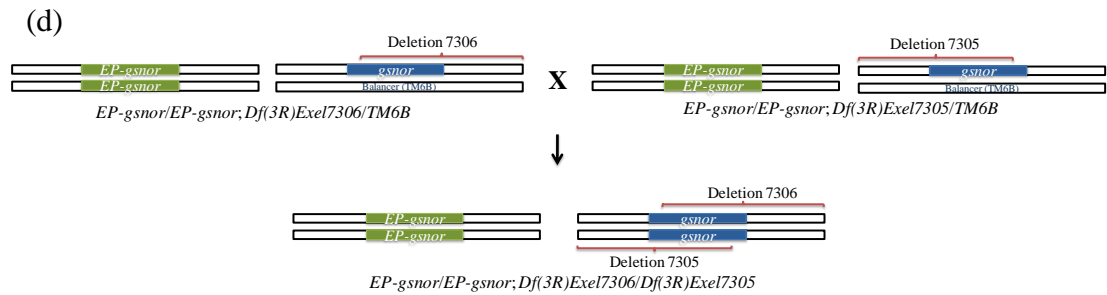 (d)
Deletion 7306
Deletion 7305
EP-gsnor
gsnor
X
EP-gsnor
gsnor
EP-gsnor
Balancer (TM6B)
EP-gsnor
Balancer (TM6B)
EP-gsnor/EP-gsnor; Df(3R)Exel7306/TM6B
EP-gsnor/EP-gsnor; Df(3R)Exel7305/TM6B
Deletion 7306
EP-gsnor
gsnor
EP-gsnor
gsnor
Deletion 7305
EP-gsnor/EP-gsnor; Df(3R)Exel7306/Df(3R)Exel7305